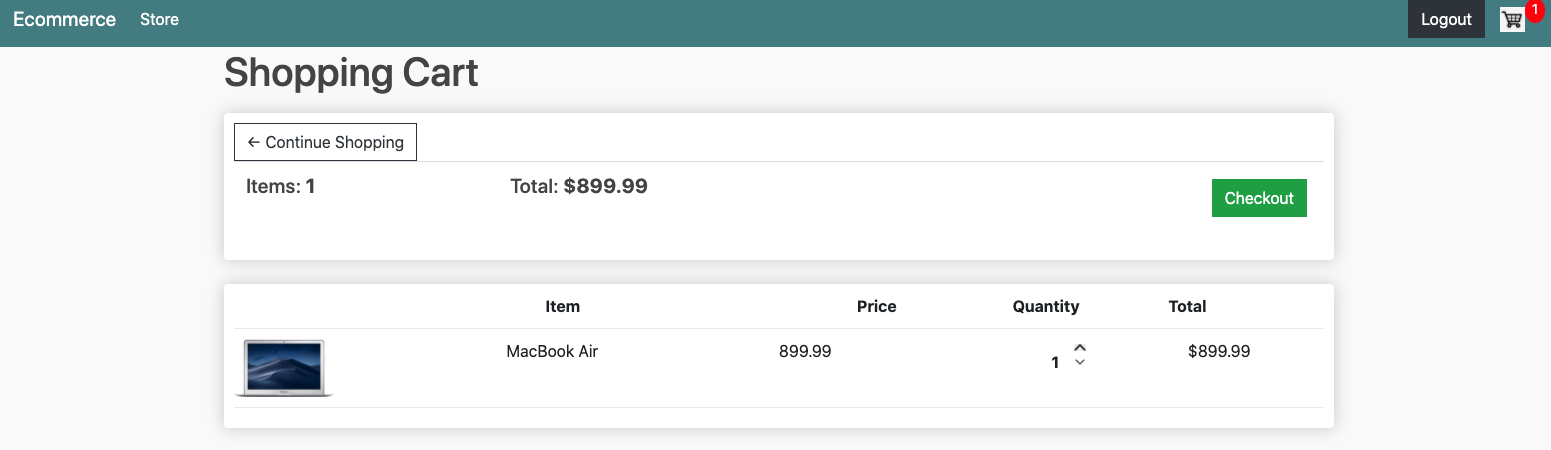 Ecommerce Store Logout 1
Shopping Cart
← Continue Shopping
Items: 1 Total: $899.99 Checkout
Item Price Quantity Total
MacBook Air 899.99 1 $899.99